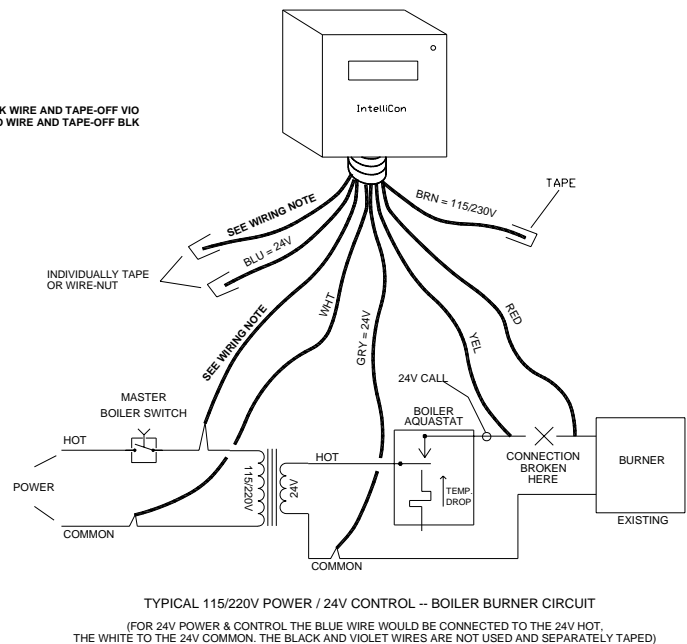 IntelliCon
K WIRE AND TAPE-OFF VIO
WIRE AND TAPE-OFF BLK
TAPE
BRN = 115/230V
SEE WIRING NOTE
BLU = 24V
INDIVIDUALLY TAPE
OR WIRE-NUT
SEE WIRING NOTE
WHT
GRY = 24V
YEL
RED
24V CALL
MASTER
BOILER SWITCH
BOILER
AQUASTAT
HOT
HOT
CONNECTION
BROKEN
HERE
BURNER
POWER
115/220V
24V
TEMP.
DROP
EXISTING
COMMON
COMMON
TYPICAL 115/220V POWER / 24V CONTROL -- BOILER BURNER CIRCUIT
(FOR 24V POWER & CONTROL THE BLUE WIRE WOULD BE CONNECTED TO THE 24V HOT,
THE WHITE TO THE 24V COMMON. THE BLACK AND VIOLET WIRES ARE NOT USED AND SEPARATELY TAPED)